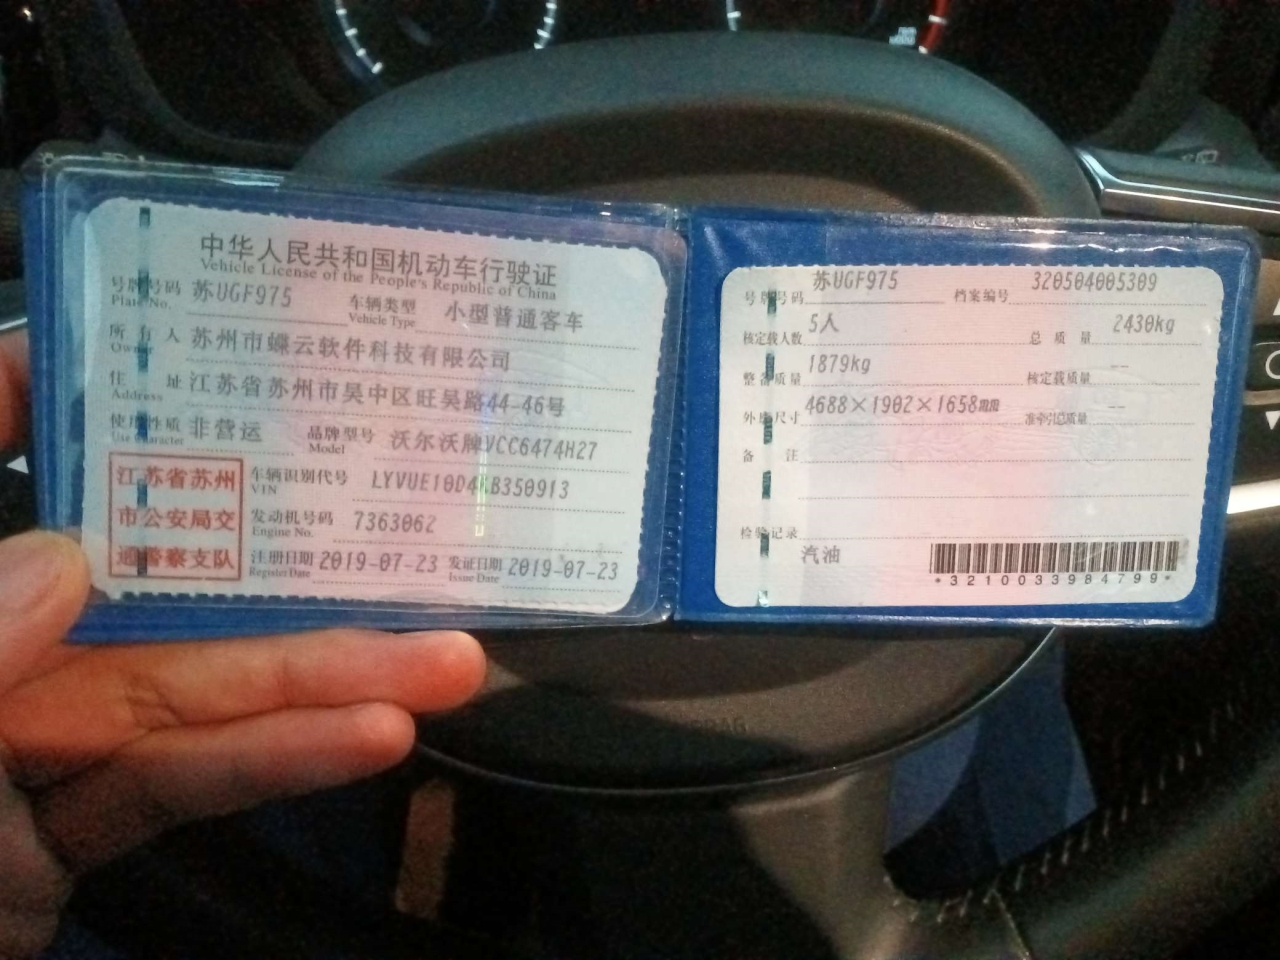 中华人民共和国机动车行驶证
Vehicle License of the People's Republic of China
号牌号码 苏UGF975 车辆类型 小型普通客车
Plate No. Vehicle Type
所有人 苏州市蝶云软件科技有限公司
Owner
住址 江苏省苏州市吴中区旺吴路44-46号
Address
使用性质 非营运 品牌型号 沃尔沃牌VCC6474H27
Use Character Model
江苏省苏州
市公安局交
通警察支队
车辆识别代号
VIN
发动机号码 7363062
Engine No.
注册日期 2019-07-23 发证日期 2019-07-23
Register Date Issue Date
号牌号码 苏UGF975 档案编号 320504005309
核定载人数 5人 总质量 2430kg
整备质量 1879kg 核定载质量 --
外廓尺寸 4688×1902×1658mm 准牵引总质量 --
备注
检验记录
汽油
*3210033984799*